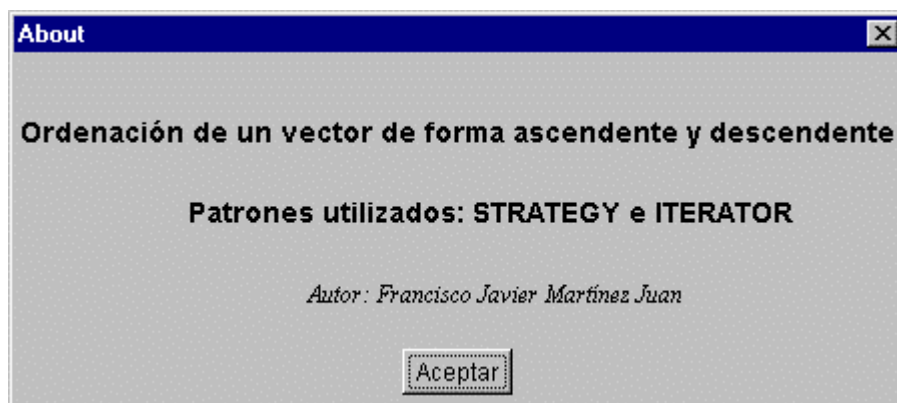 About
Ordenación de un vector de forma ascendente y descendente
Patrones utilizados: STRATEGY e ITERATOR
Autor: Francisco Javier Martínez Juan
Aceptar